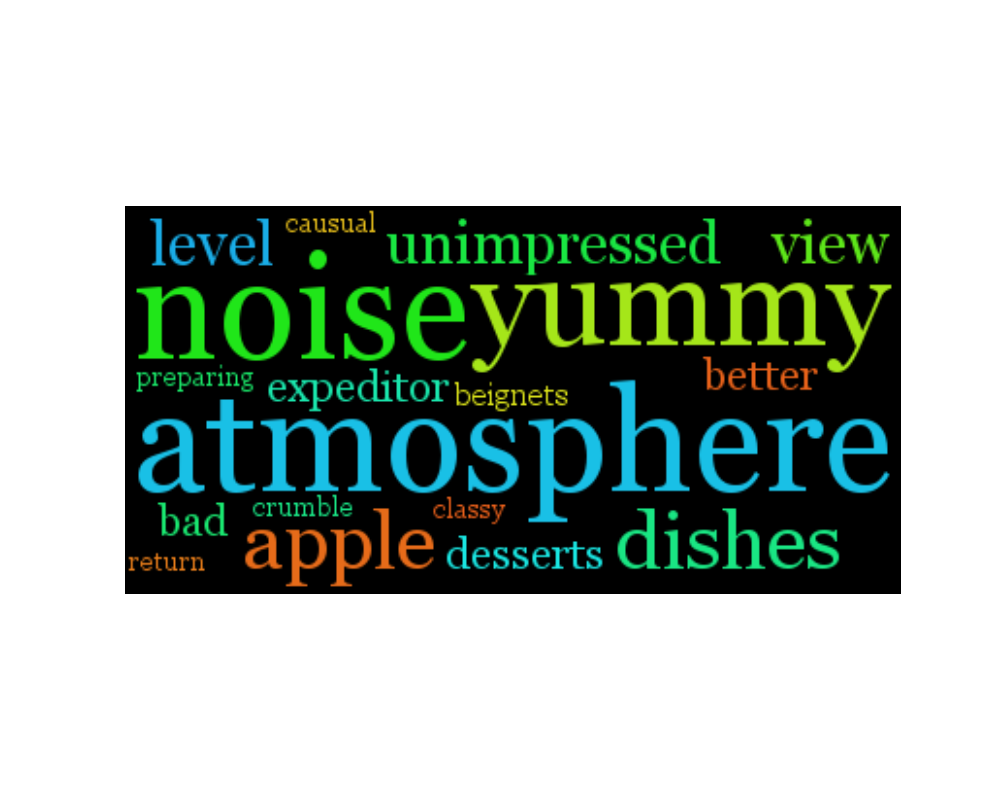 level causual unimpressed view
noise yummy
preparing expeditor beignets better
atmosphere
bad crumble classy
return apple desserts dishes